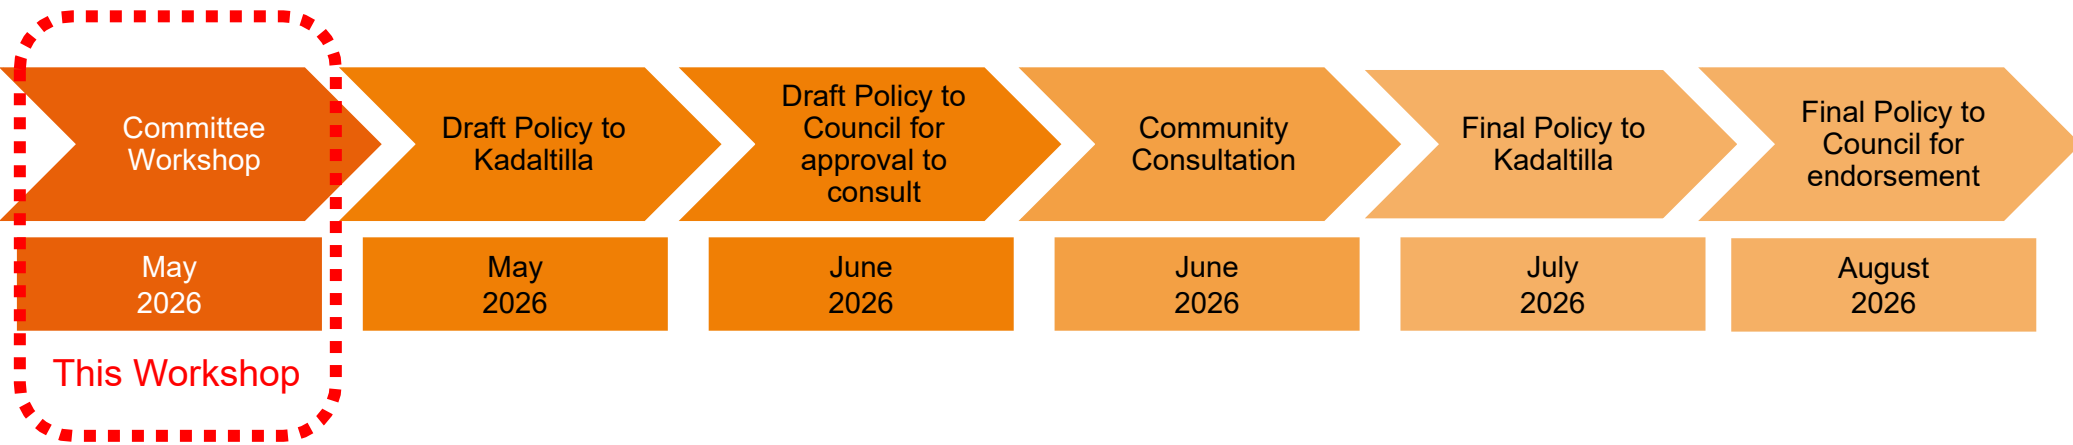 Committee
Workshop
Draft Policy to
Kadaltilla
Draft Policy to
Council for
approval to
consult
Community
Consultation
Final Policy to
Kadaltilla
Final Policy to
Council for
endorsement
May
2026
May
2026
June
2026
June
2026
July
2026
August
2026
This Workshop